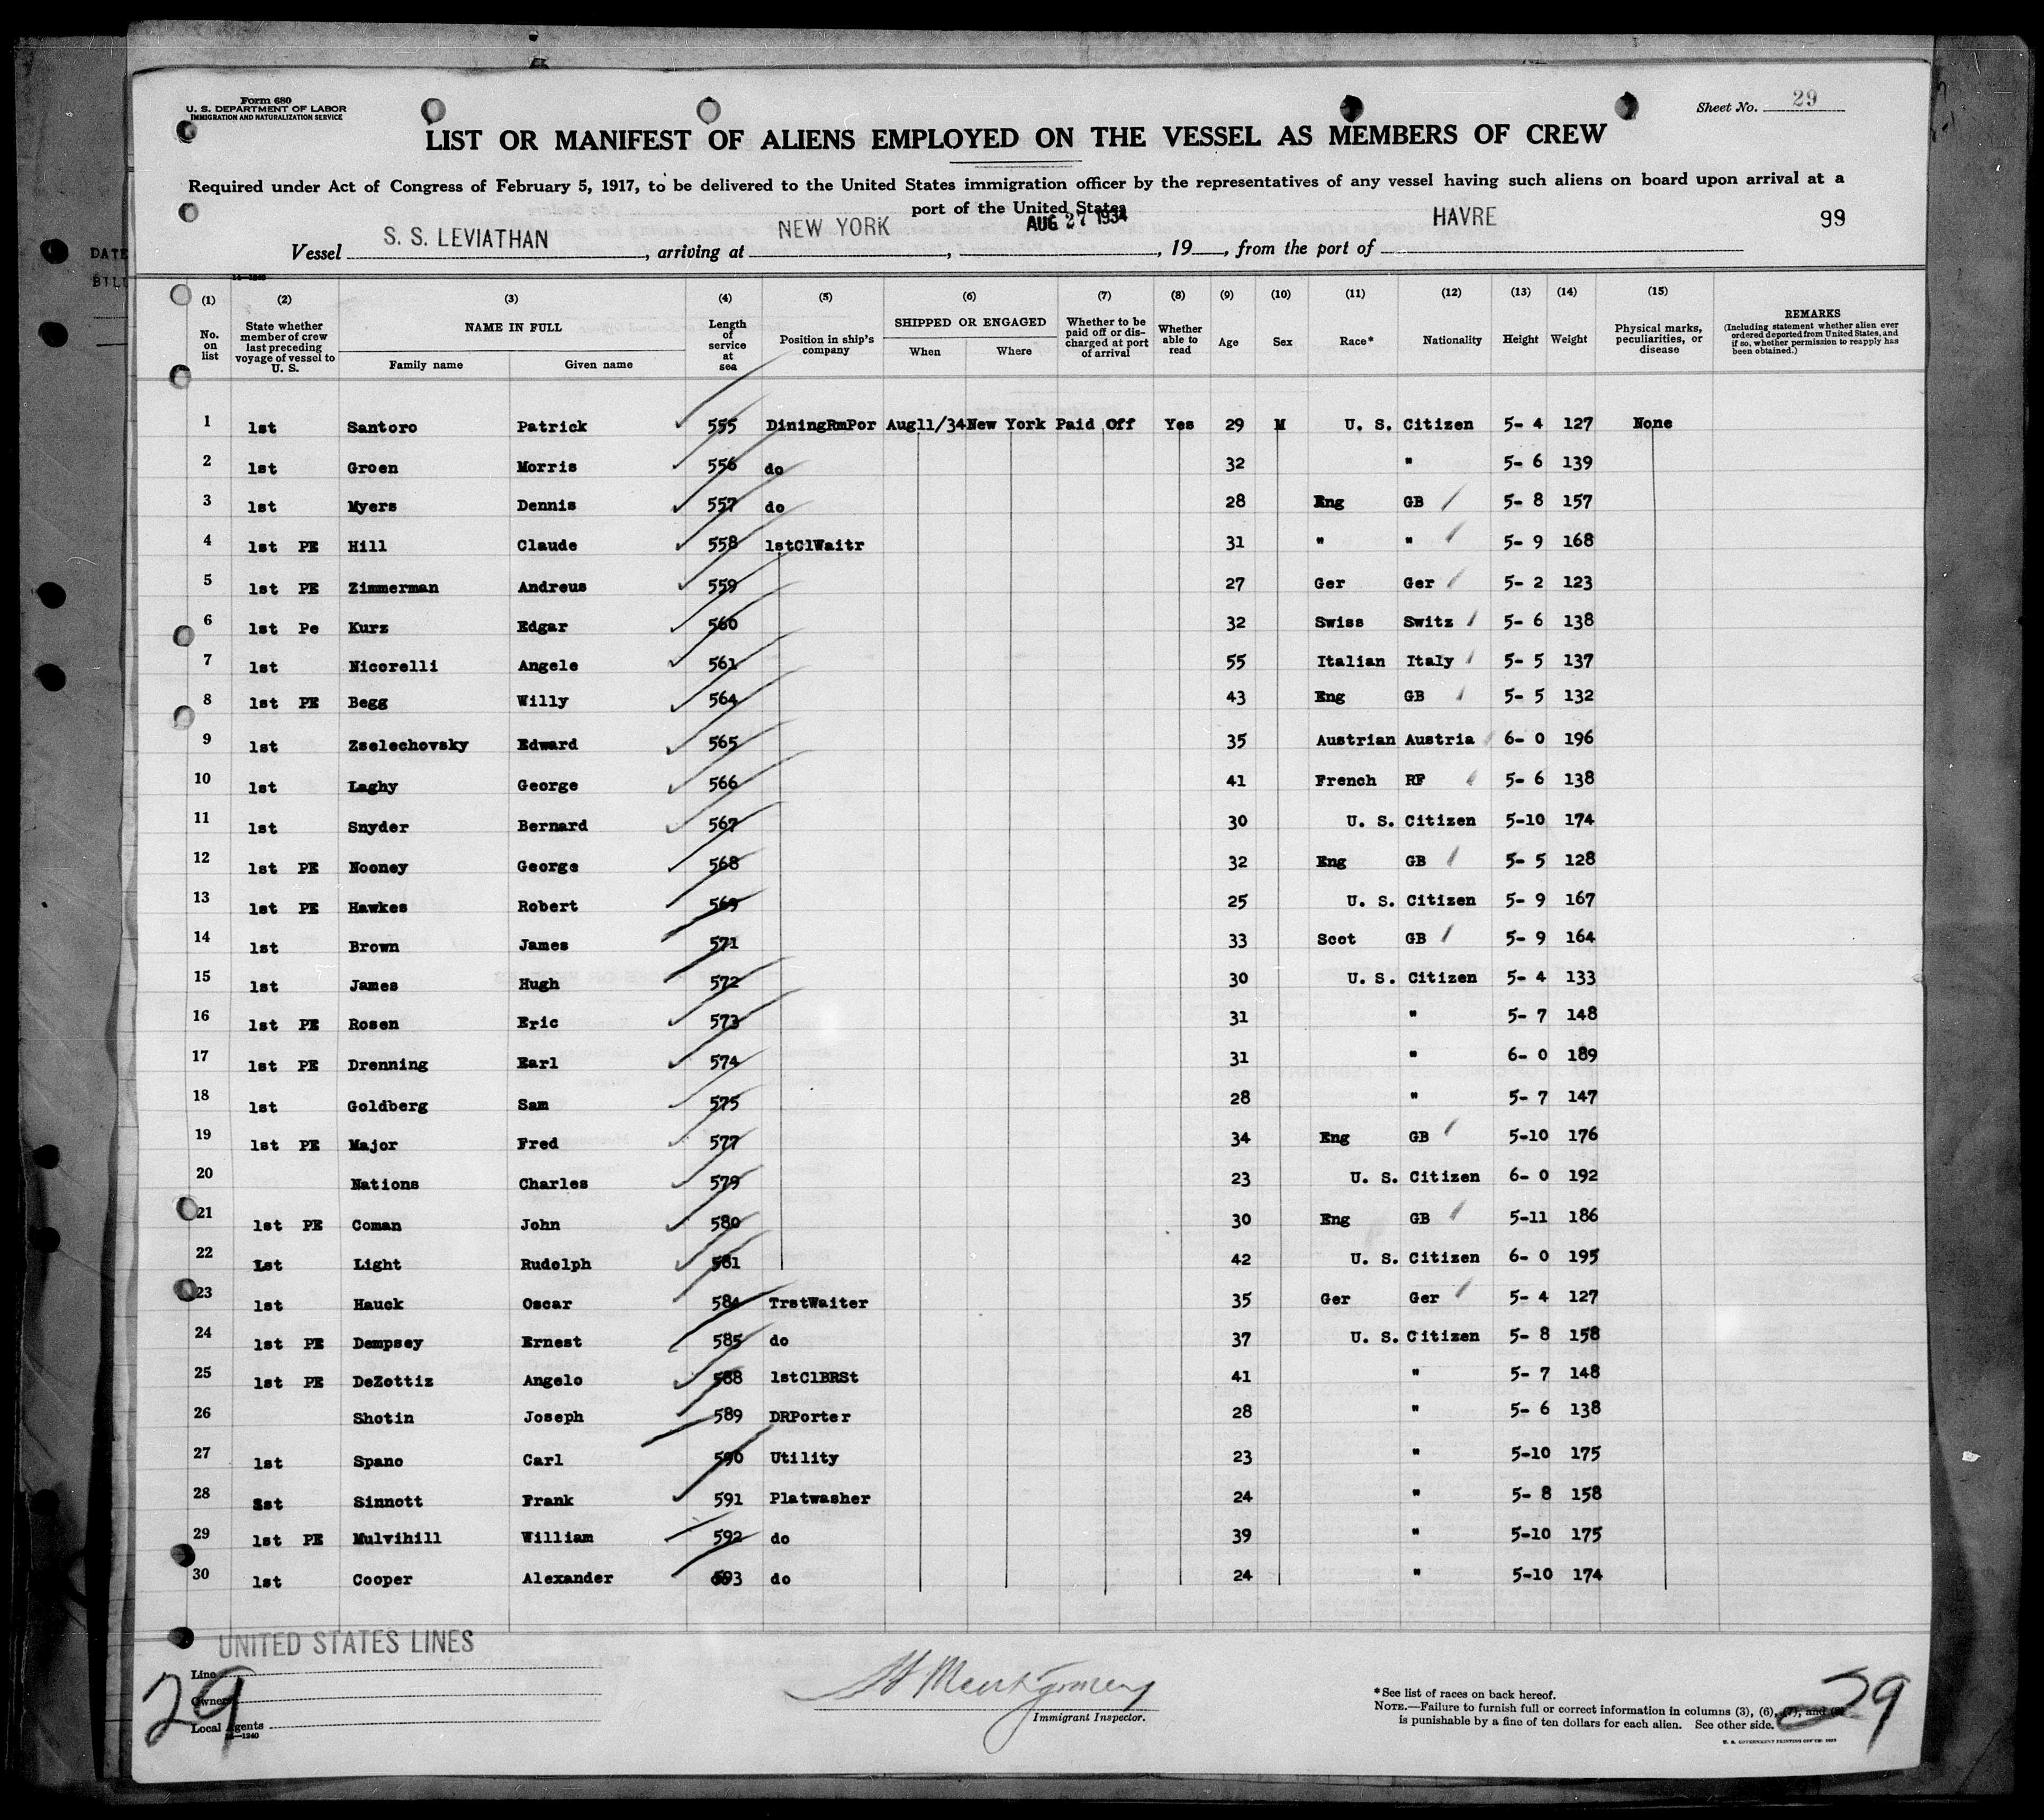 Form 680
U. S. DEPARTMENT OF LABOR
IMMIGRATION AND NATURALIZATION SERVICE
Sheet No. 29
LIST OR MANIFEST OF ALIENS EMPLOYED ON THE VESSEL AS MEMBERS OF CREW
Required under Act of Congress of February 5, 1917, to be delivered to the United States immigration officer by the representatives of any vessel having such aliens on board upon arrival at a
port of the United States
99
Vessel S. S. LEVIATHAN, arriving at NEW YORK, AUG 27 1934, 19, from the port of HAVRE
DATE
BILL
(1) (2) (3) (4) (5) (6) (7) (8) (9) (10) (11) (12) (13) (14) (15)
No. on list State whether member of crew last preceding voyage of vessel to U. S. NAME IN FULL Family name Given name Length of service at sea Position in ship's company SHIPPED OR ENGAGED When Where Whether to be paid off or discharged at port of arrival Whether able to read Age Sex Race* Nationality Height Weight Physical marks, peculiarities, or disease REMARKS (Including statement whether alien ever ordered deported from United States, and if so, whether permission to reapply has been obtained.)
1 1st Santoro Patrick 555 DiningRmPor Aug11/34 New York Paid Off Yes 29 M U. S. Citizen 5- 4 127 None
2 1st Groen Morris 556 do 32 " 5- 6 139
3 1st Myers Dennis 557 do 28 Eng GB 5- 8 157
4 1st PE Hill Claude 558 1stClWaitr 31 " " 5- 9 168
5 1st PE Zimmerman Andreus 559 27 Ger Ger 5- 2 123
6 1st Pe Kurz Edgar 560 32 Swiss Switz 5- 6 138
7 1st Nicorelli Angele 561 55 Italian Italy 5- 5 137
8 1st PE Begg Willy 564 43 Eng GB 5- 5 132
9 1st Zselechovsky Edward 565 35 Austrian Austria 6- 0 196
10 1st Laghy George 566 41 French RF 5- 6 138
11 1st Snyder Bernard 567 30 U. S. Citizen 5-10 174
12 1st PE Nooney George 568 32 Eng GB 5- 5 128
13 1st PE Hawkes Robert 569 25 U. S. Citizen 5- 9 167
14 1st Brown James 571 33 Scot GB 5- 9 164
15 1st James Hugh 572 30 U. S. Citizen 5- 4 133
16 1st PE Rosen Eric 573 31 " 5- 7 148
17 1st PE Drenning Earl 574 31 " 6- 0 189
18 1st Goldberg Sam 575 28 " 5- 7 147
19 1st PE Major Fred 577 34 Eng GB 5-10 176
20 Nations Charles 579 23 U. S. Citizen 6- 0 192
21 1st PE Coman John 580 30 Eng GB 5-11 186
22 1st Light Rudolph 581 42 U. S. Citizen 6- 0 195
23 1st Hauck Oscar 584 TrstWaiter 35 Ger Ger 5- 4 127
24 1st PE Dempsey Ernest 585 do 37 U. S. Citizen 5- 8 158
25 1st PE DeZottiz Angelo 588 1stClBRSt 41 " 5- 7 148
26 Shotin Joseph 589 DRPorter 28 " 5- 6 138
27 1st Spano Carl 590 Utility 23 " 5-10 175
28 1st Sinnott Frank 591 Platwasher 24 " 5- 8 158
29 1st PE Mulvihill William 592 do 39 " 5-10 175
30 1st Cooper Alexander 593 do 24 " 5-10 174
UNITED STATES LINES
Line
Owners
Local Agents
16—1240
29
H Montgomery
Immigrant Inspector.
*See list of races on back hereof.
NOTE.—Failure to furnish full or correct information in columns (3), (6), (7), and
is punishable by a fine of ten dollars for each alien. See other side.
29
U. S. GOVERNMENT PRINTING OFFICE: